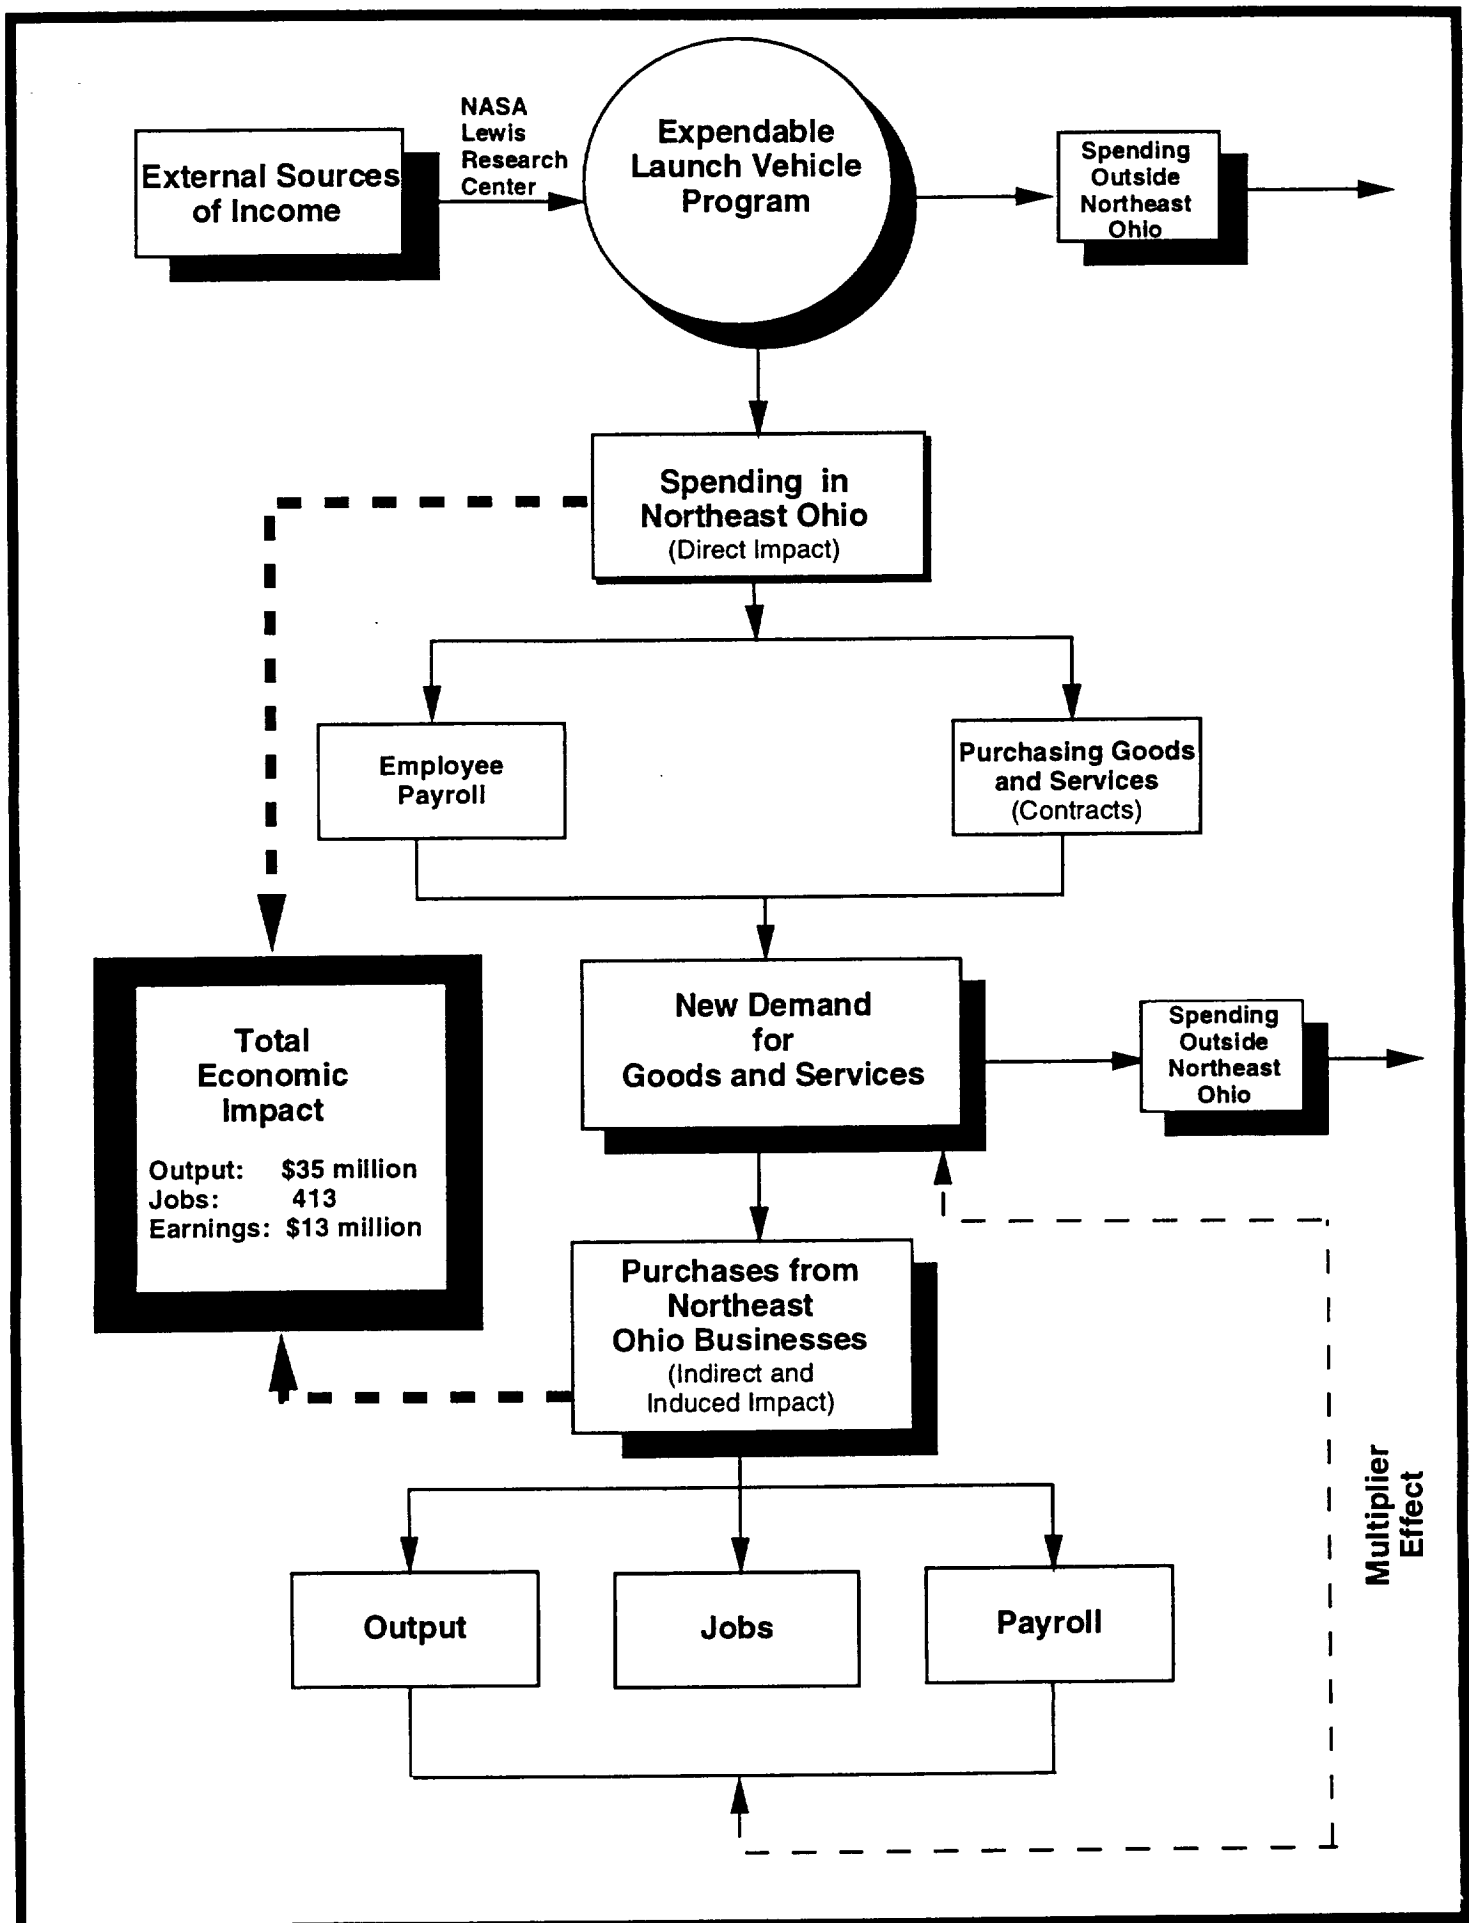 NASA
Lewis
Research
Center
External Sources
of Income
Expendable
Launch Vehicle
Program
Spending
Outside
Northeast
Ohio
Spending in
Northeast Ohio
(Direct Impact)
Employee
Payroll
Purchasing Goods
and Services
(Contracts)
Total
Economic
Impact
Output: $35 million
Jobs: 413
Earnings: $13 million
New Demand
for
Goods and Services
Spending
Outside
Northeast
Ohio
Purchases from
Northeast
Ohio Businesses
(Indirect and
Induced Impact)
Multiplier
Effect
Output
Jobs
Payroll